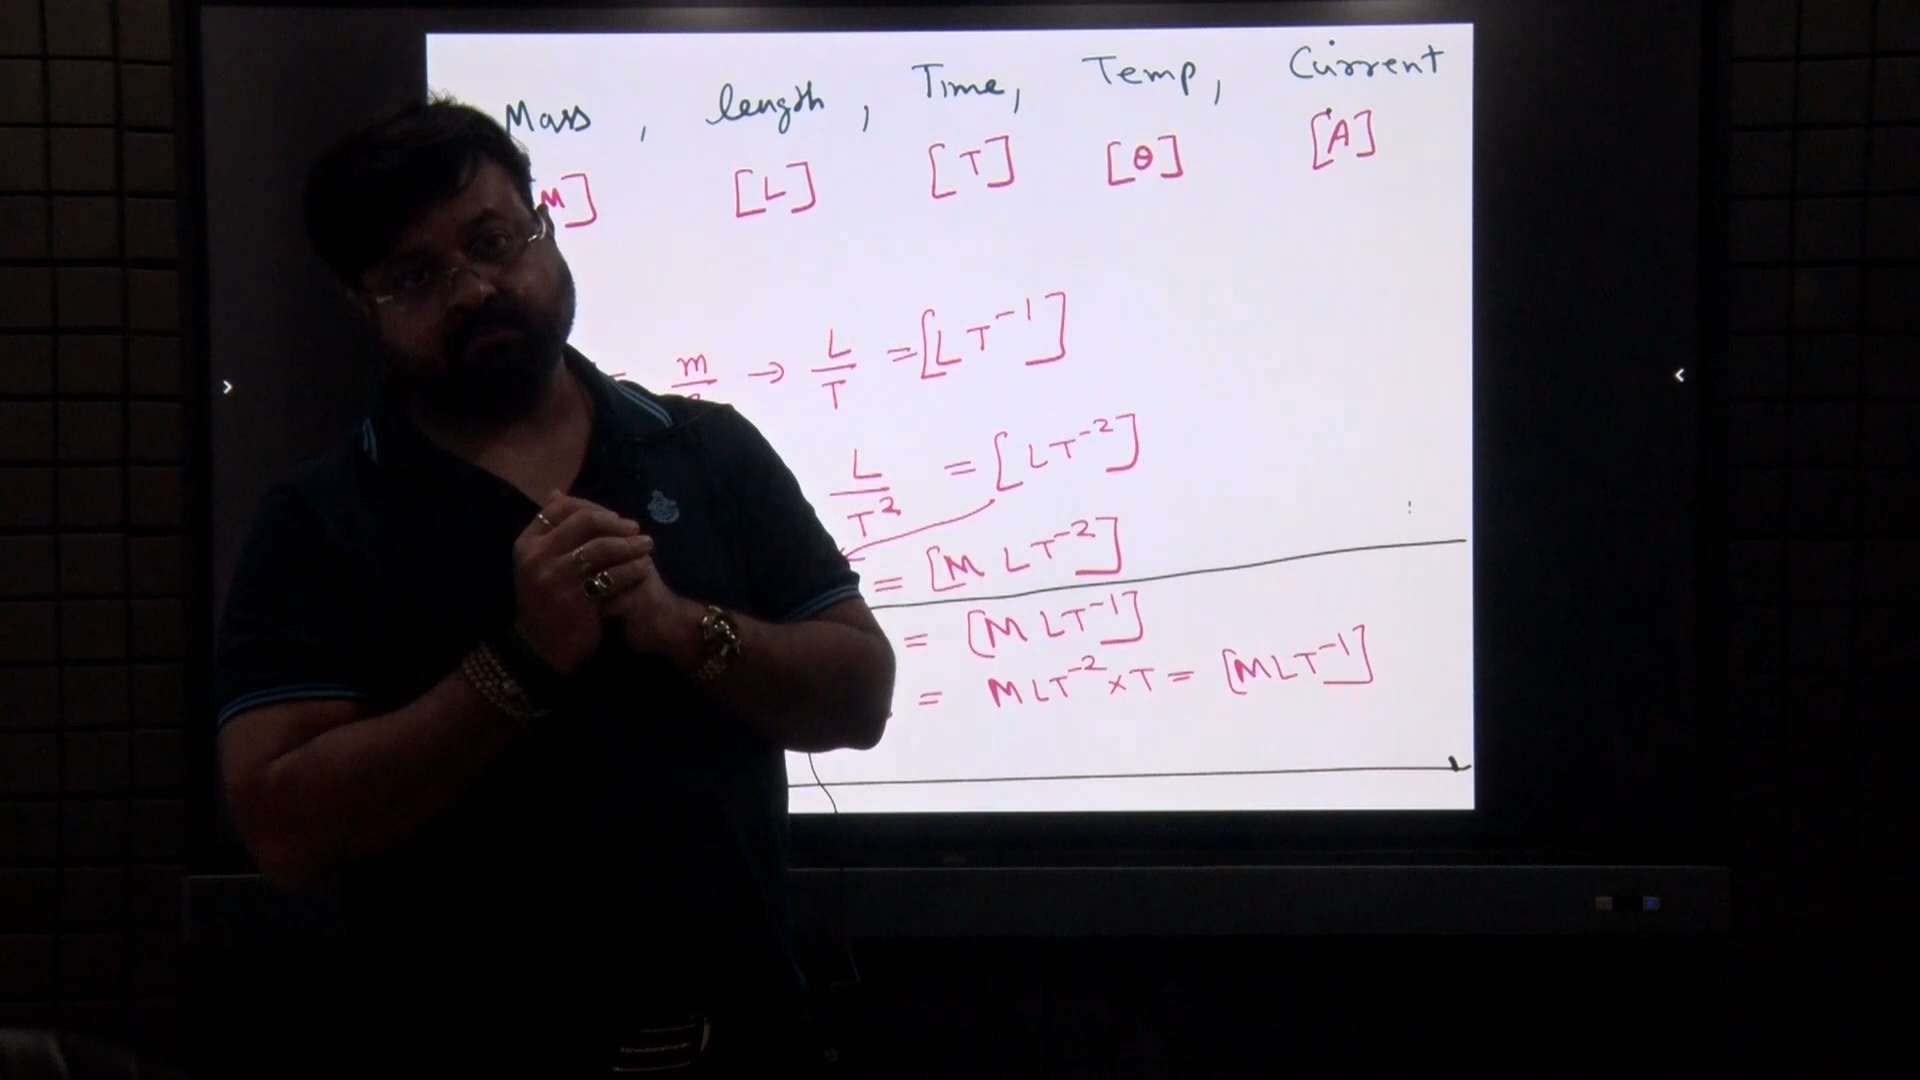 Mass , length , Time, Temp, Current
M] [L] [T] [θ] [A]
= m → L/T = [LT⁻¹]
L/T² = [LT⁻²]
= [MLT⁻²]
= [MLT⁻¹]
= MLT⁻² × T = [MLT⁻¹]